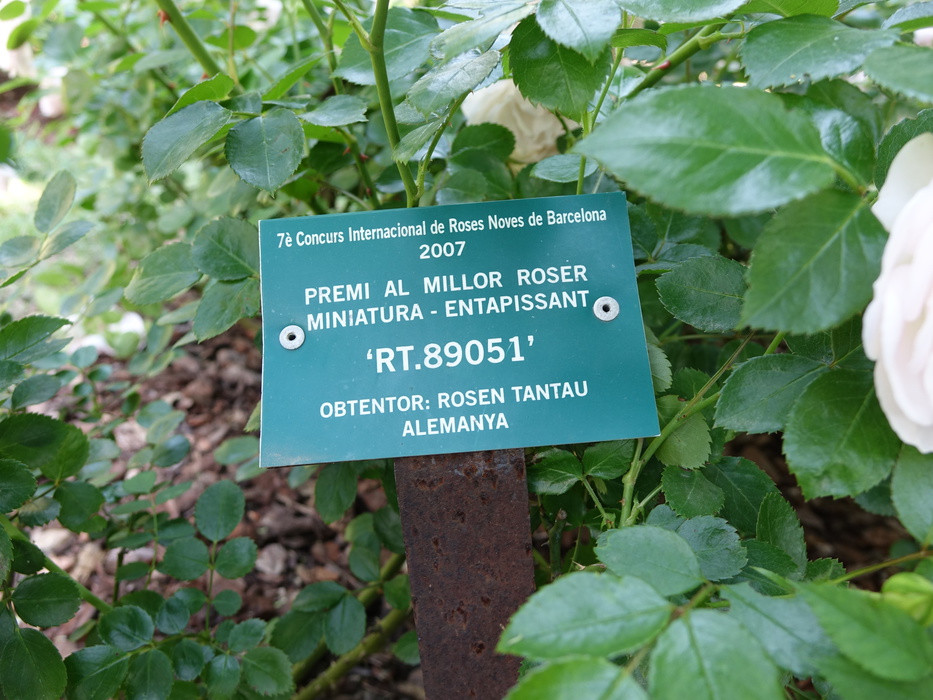 7è Concurs Internacional de Roses Noves de Barcelona
2007
PREMI AL MILLOR ROSER
MINIATURA - ENTAPISSANT
‘RT.89051’
OBTENTOR: ROSEN TANTAU
ALEMANYA